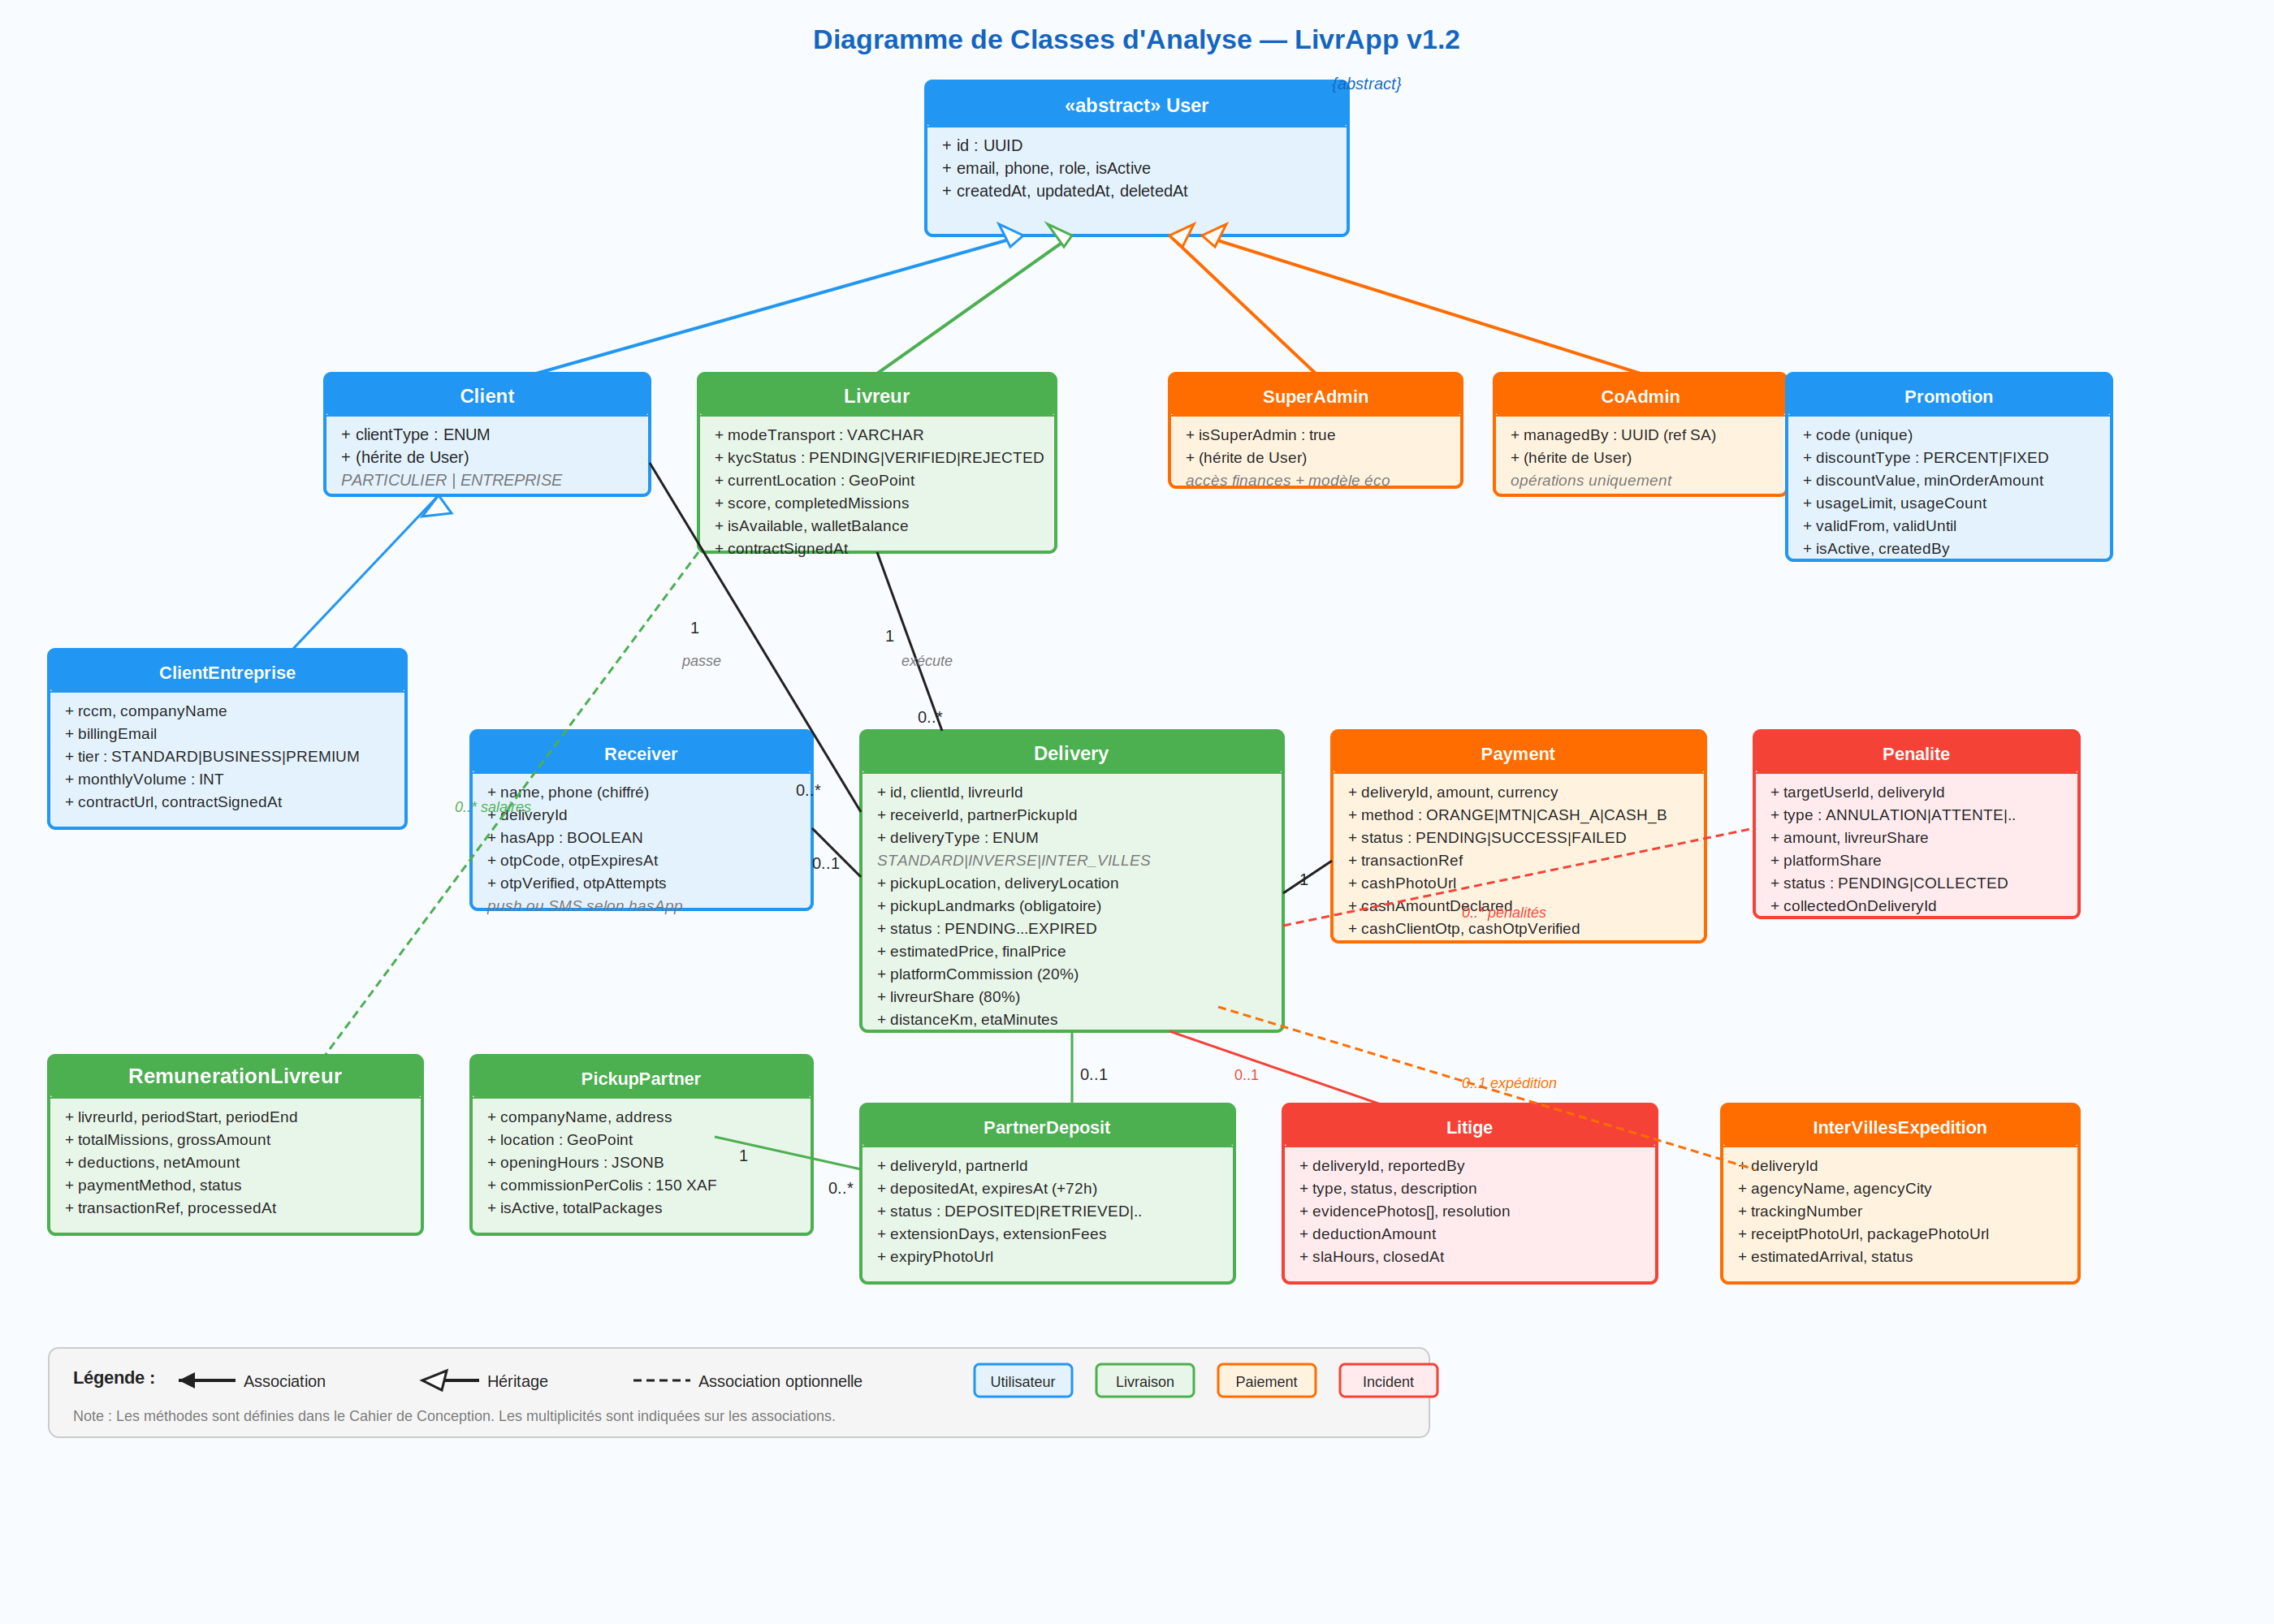 Diagramme de Classes d'Analyse — LivrApp v1.2
{abstract}
«abstract» User
+ id : UUID
+ email, phone, role, isActive
+ createdAt, updatedAt, deletedAt
Client
+ clientType : ENUM
+ (hérite de User)
PARTICULIER | ENTREPRISE
Livreur
+ modeTransport : VARCHAR
+ kycStatus : PENDING|VERIFIED|REJECTED
+ currentLocation : GeoPoint
+ score, completedMissions
+ isAvailable, walletBalance
+ contractSignedAt
SuperAdmin
+ isSuperAdmin : true
+ (hérite de User)
accès finances + modèle éco
CoAdmin
+ managedBy : UUID (ref SA)
+ (hérite de User)
opérations uniquement
Promotion
+ code (unique)
+ discountType : PERCENT|FIXED
+ discountValue, minOrderAmount
+ usageLimit, usageCount
+ validFrom, validUntil
+ isActive, createdBy
1
passe
1
exécute
0..*
ClientEntreprise
+ rccm, companyName
+ billingEmail
+ tier : STANDARD|BUSINESS|PREMIUM
+ monthlyVolume : INT
+ contractUrl, contractSignedAt
0..* salaires
Receiver
+ name, phone (chiffré)
+ deliveryId
+ hasApp : BOOLEAN
+ otpCode, otpExpiresAt
+ otpVerified, otpAttempts
push ou SMS selon hasApp
0..*
0..1
Delivery
+ id, clientId, livreurId
+ receiverId, partnerPickupId
+ deliveryType : ENUM
STANDARD|INVERSE|INTER_VILLES
+ pickupLocation, deliveryLocation
+ pickupLandmarks (obligatoire)
+ status : PENDING...EXPIRED
+ estimatedPrice, finalPrice
+ platformCommission (20%)
+ livreurShare (80%)
+ distanceKm, etaMinutes
1
Payment
+ deliveryId, amount, currency
+ method : ORANGE|MTN|CASH_A|CASH_B
+ status : PENDING|SUCCESS|FAILED
+ transactionRef
+ cashPhotoUrl
+ cashAmountDeclared
+ cashClientOtp, cashOtpVerified
0..* pénalités
Penalite
+ targetUserId, deliveryId
+ type : ANNULATION|ATTENTE|..
+ amount, livreurShare
+ platformShare
+ status : PENDING|COLLECTED
+ collectedOnDeliveryId
RemunerationLivreur
+ livreurId, periodStart, periodEnd
+ totalMissions, grossAmount
+ deductions, netAmount
+ paymentMethod, status
+ transactionRef, processedAt
PickupPartner
+ companyName, address
+ location : GeoPoint
+ openingHours : JSONB
+ commissionPerColis : 150 XAF
+ isActive, totalPackages
1
0..*
0..1
0..1
0..1 expédition
PartnerDeposit
+ deliveryId, partnerId
+ depositedAt, expiresAt (+72h)
+ status : DEPOSITED|RETRIEVED|..
+ extensionDays, extensionFees
+ expiryPhotoUrl
Litige
+ deliveryId, reportedBy
+ type, status, description
+ evidencePhotos[], resolution
+ deductionAmount
+ slaHours, closedAt
InterVillesExpedition
+ deliveryId
+ agencyName, agencyCity
+ trackingNumber
+ receiptPhotoUrl, packagePhotoUrl
+ estimatedArrival, status
Légende :
Association
Héritage
Association optionnelle
Utilisateur
Livraison
Paiement
Incident
Note : Les méthodes sont définies dans le Cahier de Conception. Les multiplicités sont indiquées sur les associations.